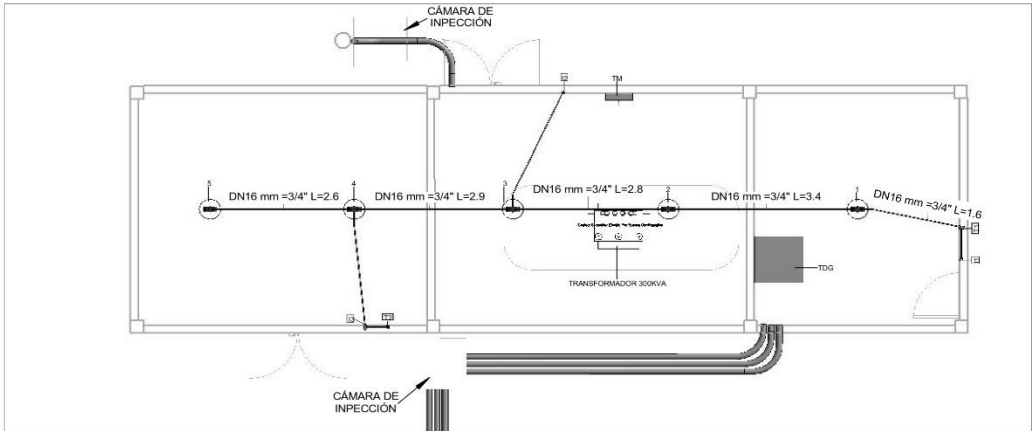 CÁMARA DE
INPECCIÓN
TM
5
DN16 mm =3/4" L=2.6
4
DN16 mm =3/4" L=2.9
3
DN16 mm =3/4" L=2.8
2
DN16 mm =3/4" L=3.4
1
DN16 mm =3/4" L=1.6
TRANSFORMADOR 300KVA
TDG
CÁMARA DE
INPECCIÓN